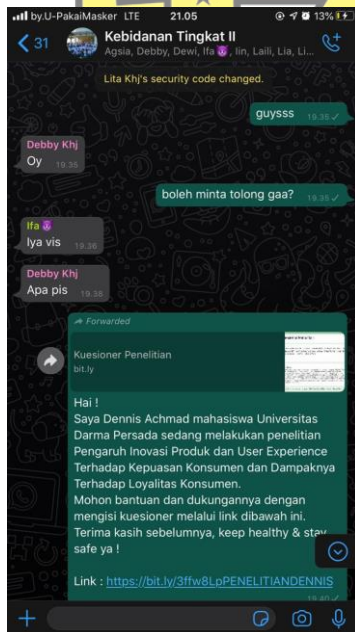 by.U-PakaiMasker LTE 21.05 13%
31 Kebidanan Tingkat II
Agsia, Debby, Dewi, Ifa😈, Iin, Laili, Lia, Li...
Lita Khj's security code changed.
guysss 19.35
Debby Khj
Oy 19.35
boleh minta tolong gaa? 19.35
Ifa 😈
Iya vis 19.36
Debby Khj
Apa pis 19.38
Forwarded
Kuesioner Penelitian
bit.ly
Hai !
Saya Dennis Achmad mahasiswa Universitas
Darma Persada sedang melakukan penelitian
Pengaruh Inovasi Produk dan User Experience
Terhadap Kepuasan Konsumen dan Dampaknya
Terhadap Loyalitas Konsumen.
Mohon bantuan dan dukungannya dengan
mengisi kuesioner melalui link dibawah ini.
Terima kasih sebelumnya, keep healthy & stay
safe ya !
Link : https://bit.ly/3ffw8LpPENELITIANDENNIS
19.40